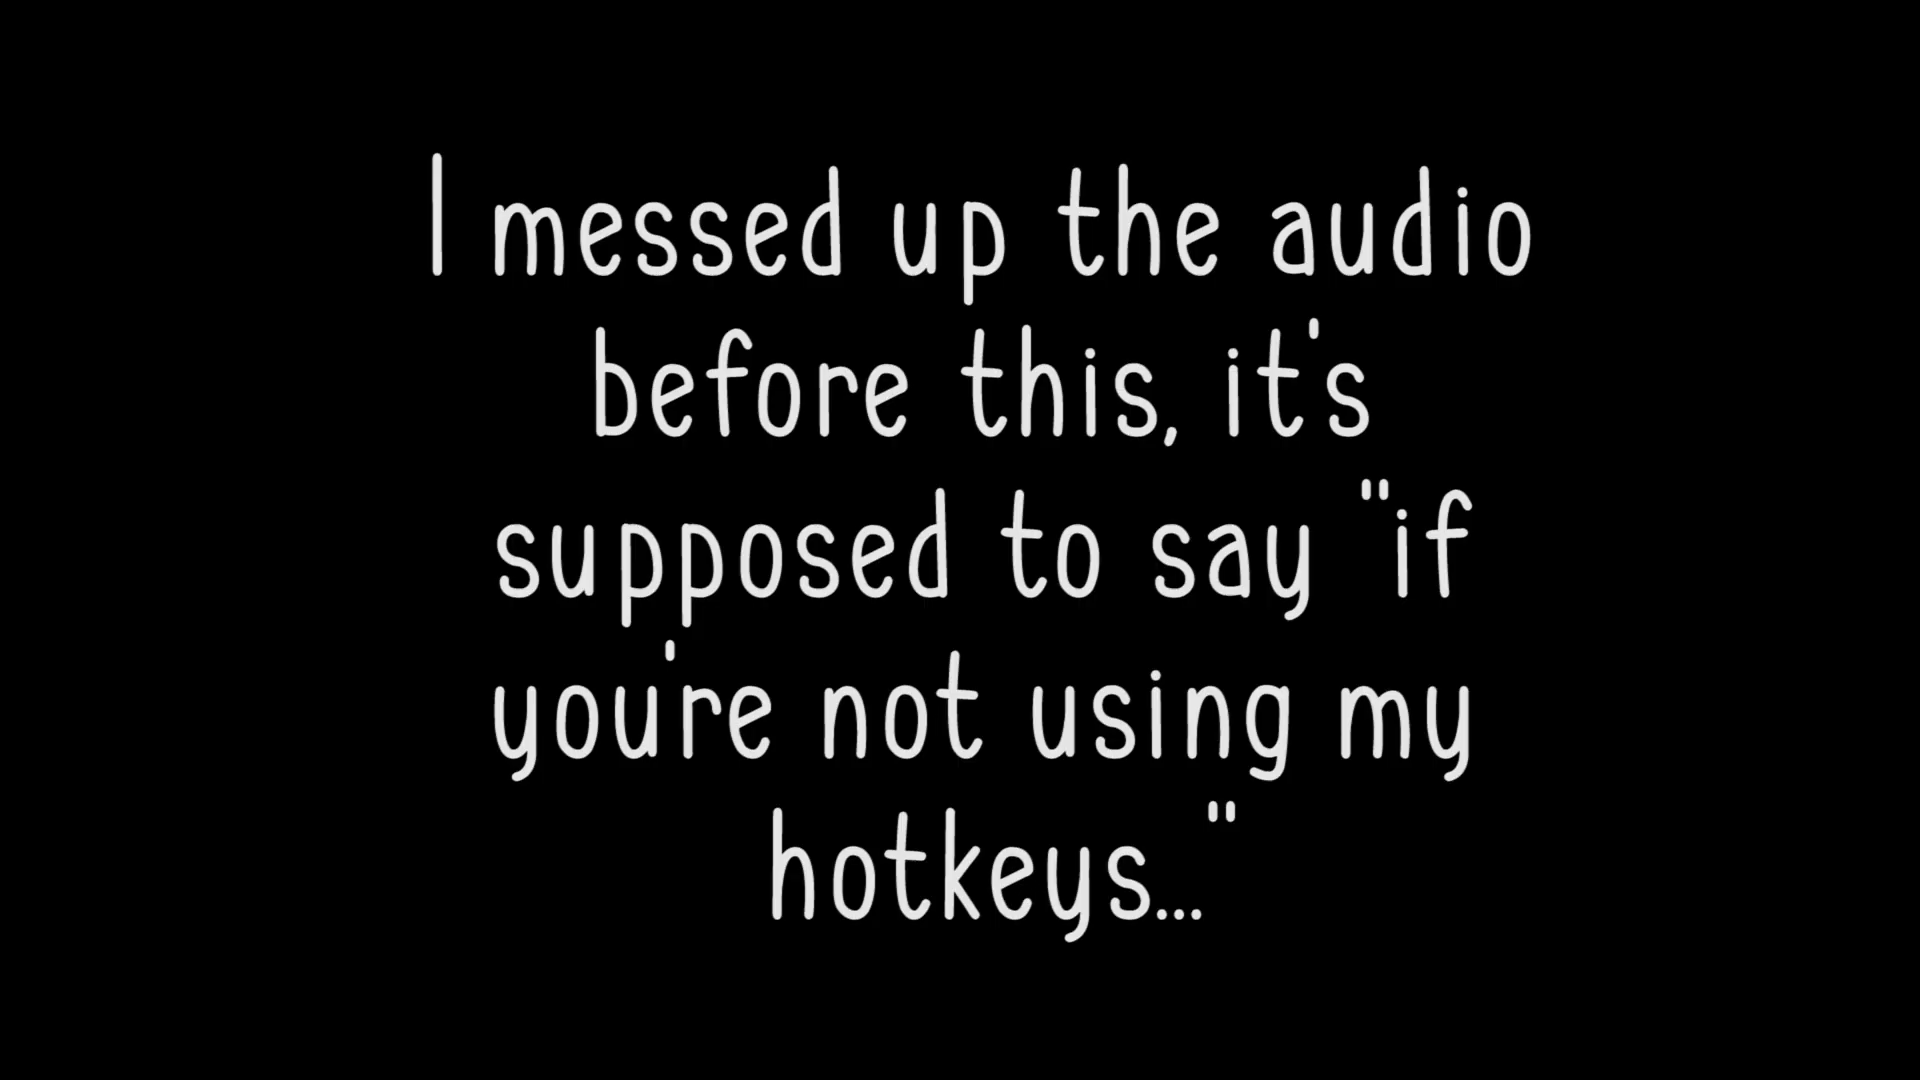 I messed up the audio
before this, it's
supposed to say "if
you're not using my
hotkeys..."